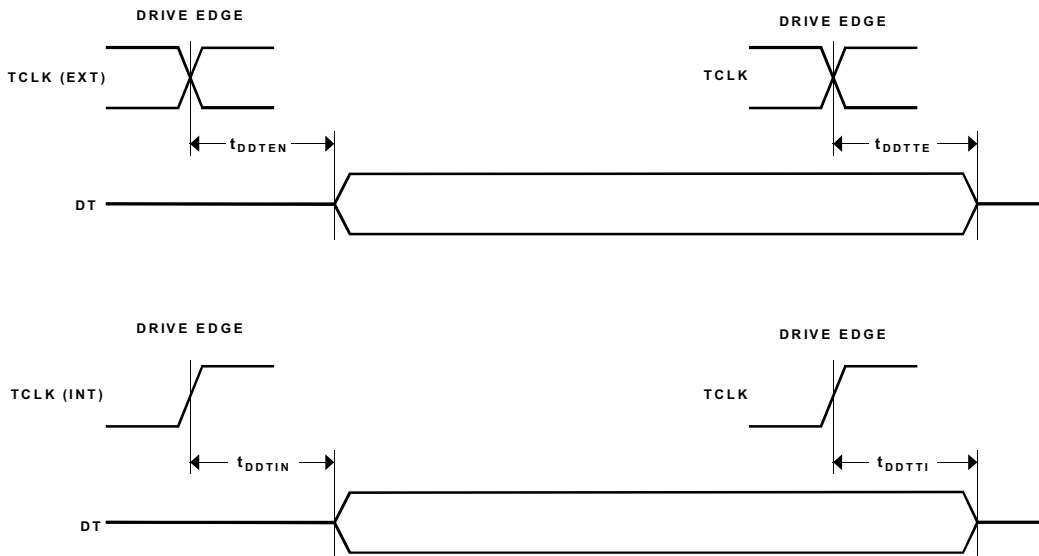 DRIVE EDGE
DRIVE EDGE
TCLK (EXT)
TCLK
tDDTEN
tDDTTE
DT
DRIVE EDGE
DRIVE EDGE
TCLK (INT)
TCLK
tDDTIN
tDDTTI
DT